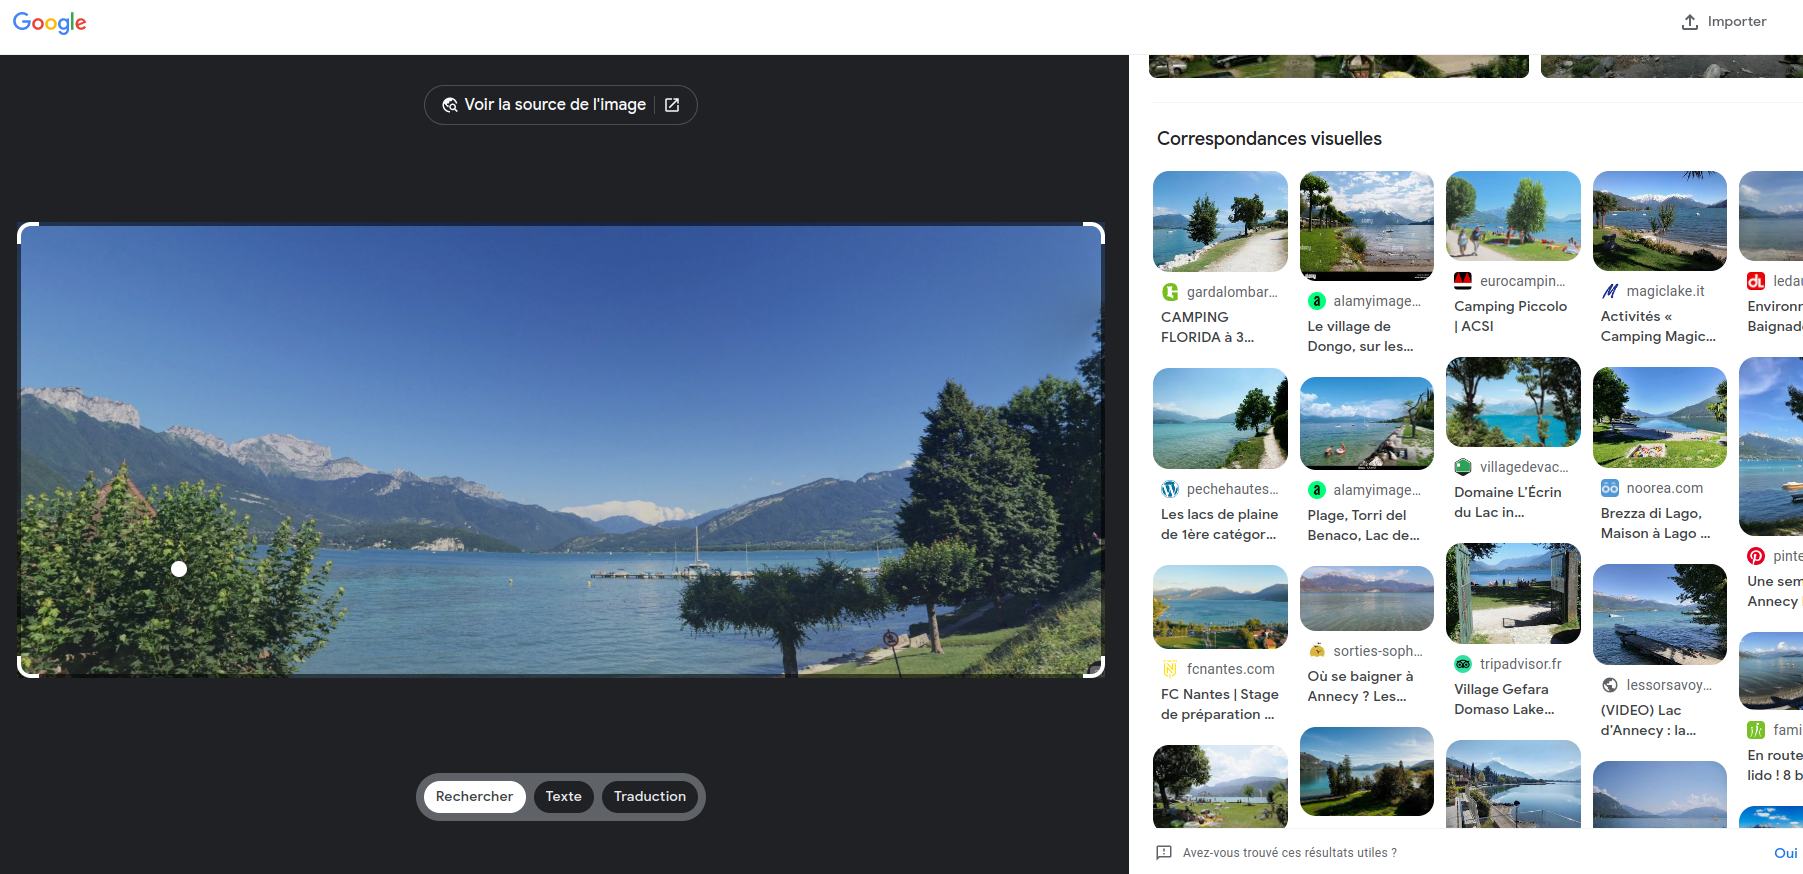 Google
Importer
Voir la source de l'image
Correspondances visuelles
gardalombar...
CAMPING
FLORIDA à 3...
alamyimage...
Le village de
Dongo, sur les...
eurocampin...
Camping Piccolo
| ACSI
magiclake.it
Activités «
Camping Magic...
ledau
Environn
Baignade
pechehautes...
Les lacs de plaine
de 1ère catégor...
alamyimage...
Plage, Torri del
Benaco, Lac de...
villagedevac...
Domaine L'Écrin
du Lac in...
noorea.com
Brezza di Lago,
Maison à Lago ...
pinte
Une sem
Annecy
fcnantes.com
FC Nantes | Stage
de préparation ...
sorties-soph...
Où se baigner à
Annecy ? Les...
tripadvisor.fr
Village Gefara
Domaso Lake...
lessorsavoy...
(VIDEO) Lac
d'Annecy : la...
fami
En route
lido ! 8 b
Rechercher
Texte
Traduction
Avez-vous trouvé ces résultats utiles ?
Oui